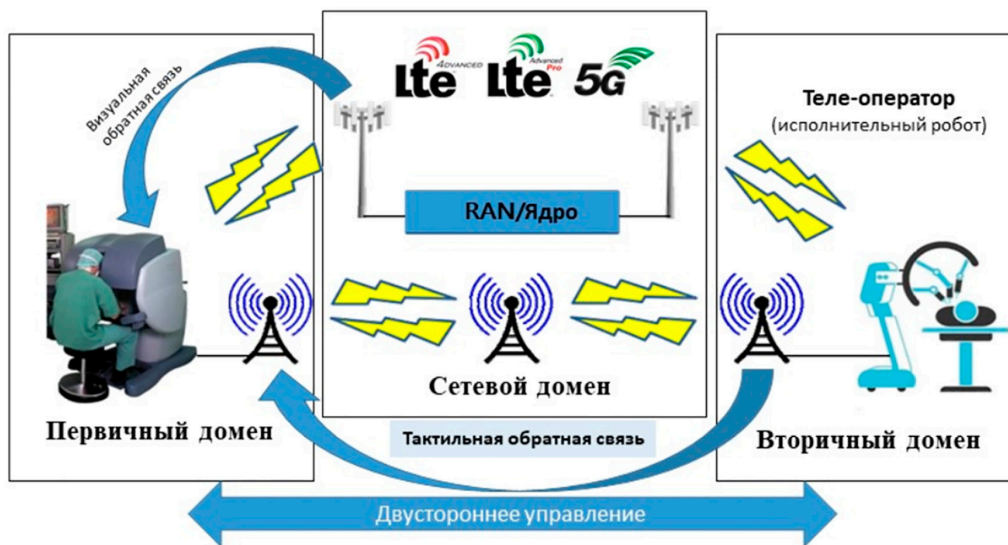 Визуальная
обратная связь
4GADVANCED
Lte
Advanced
Pro
Lte
5G
Теле-оператор
(исполнительный робот)
RAN/Ядро
Сетевой домен
Первичный домен
Тактильная обратная связь
Вторичный домен
Двустороннее управление